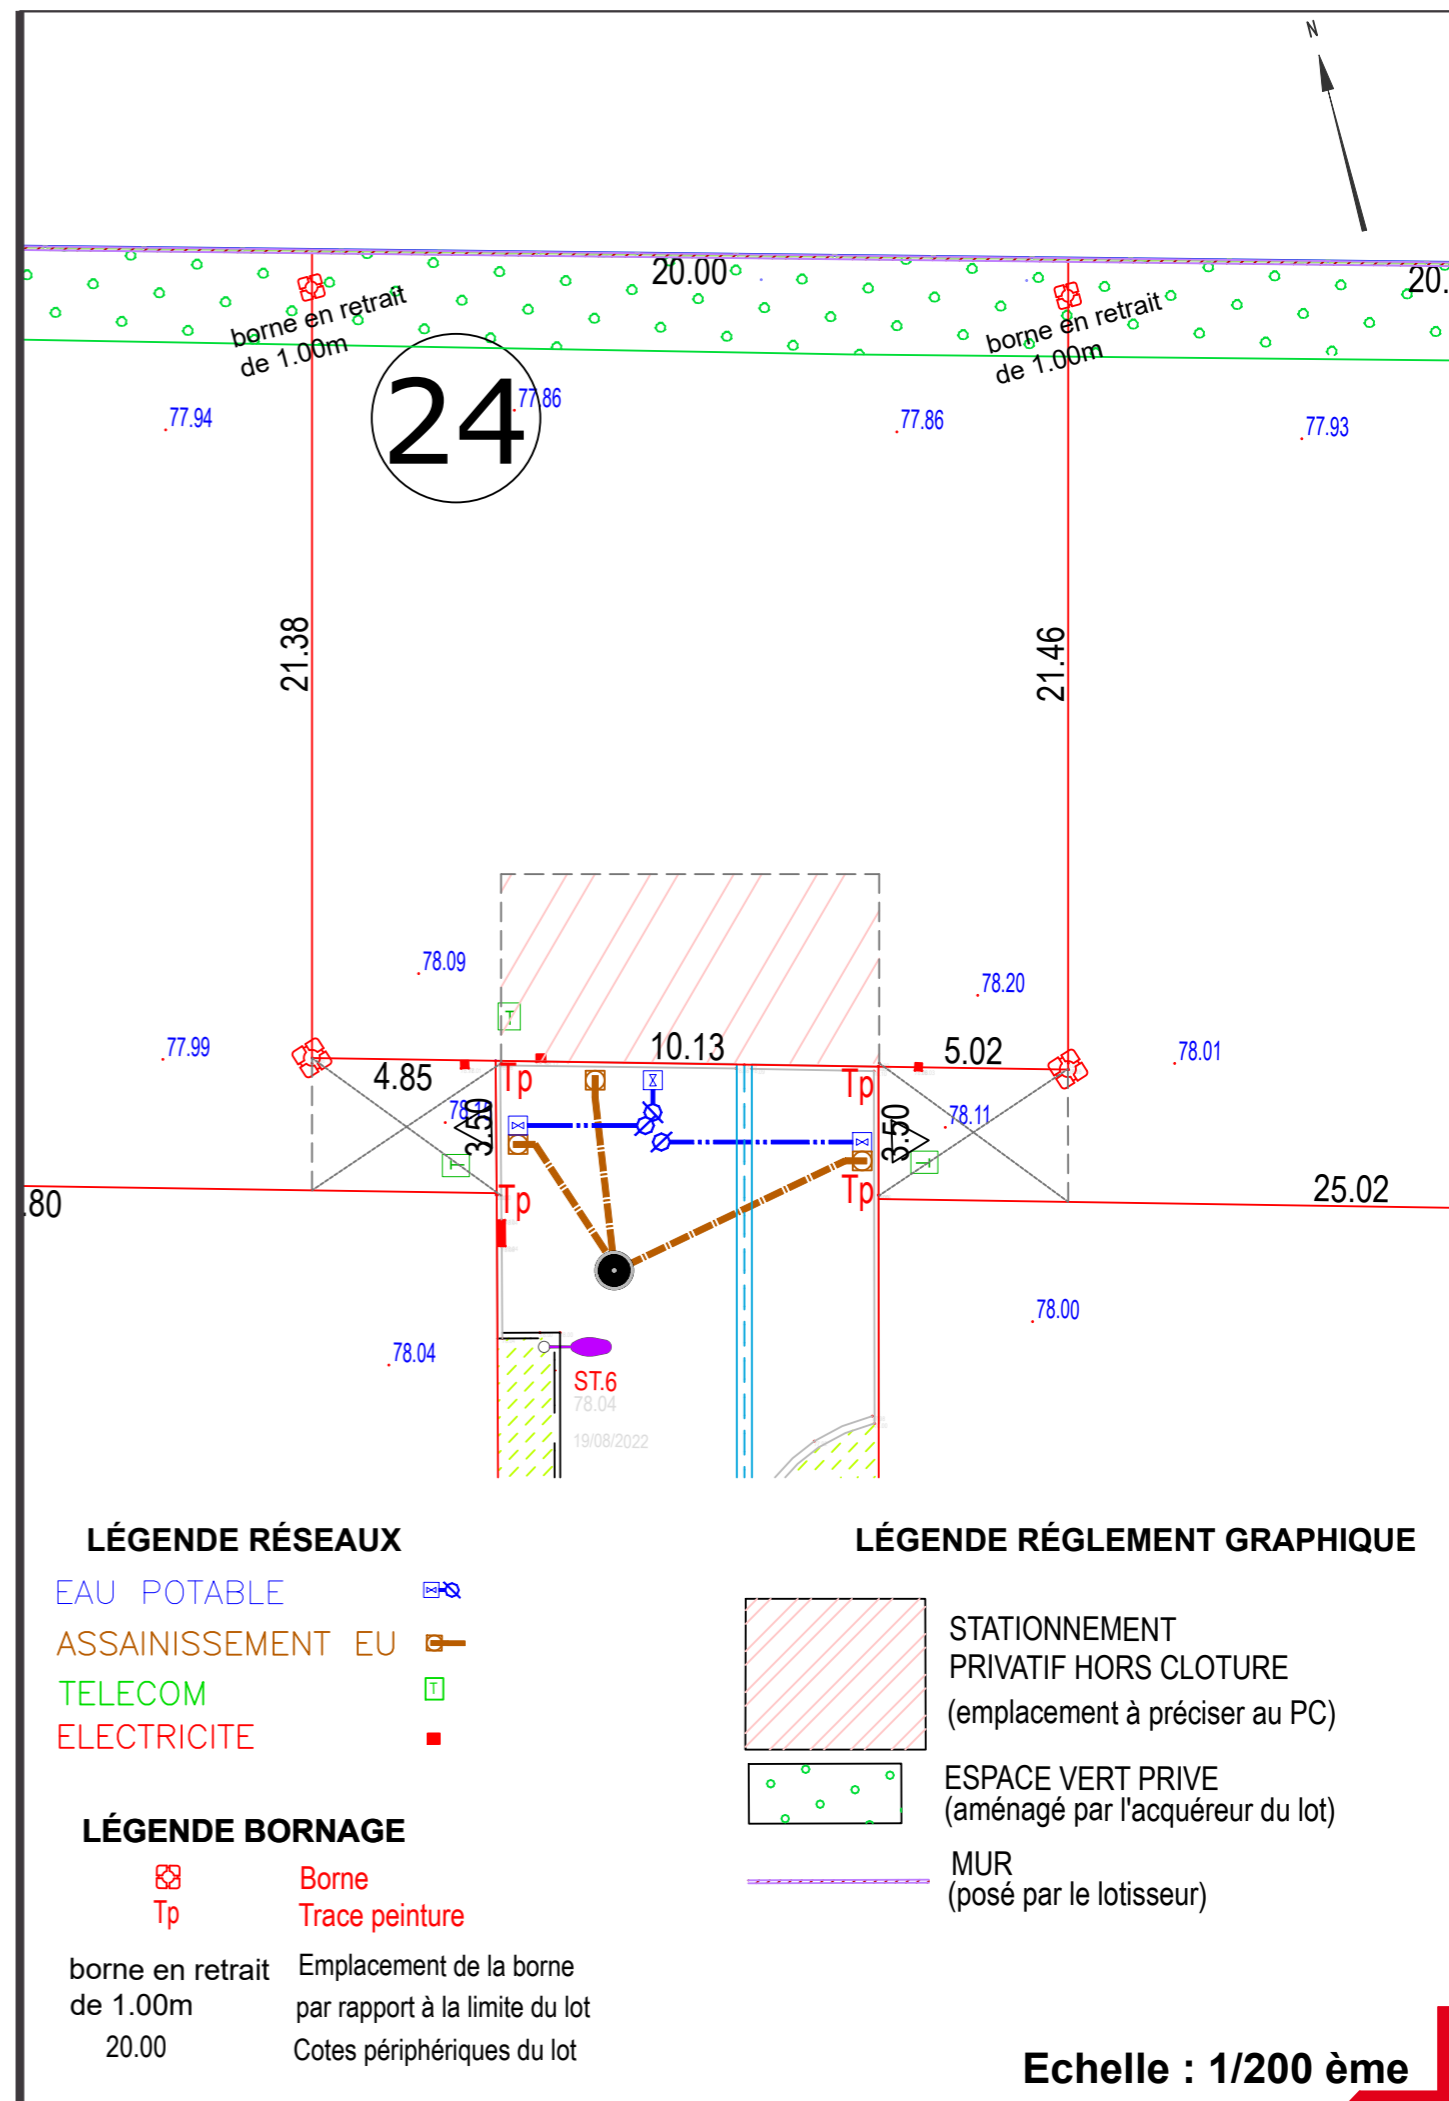 N
20.00
20.
borne en retrait
de 1.00m
borne en retrait
de 1.00m
24
77.94
77.86
77.86
77.93
21.38
21.46
78.09
78.20
T
77.99
10.13
5.02
78.01
4.85
Tp
Tp
3.50
3.50
78.11
T
T
Tp
Tp
.80
25.02
78.00
78.04
ST.6
78.04
19/08/2022
LÉGENDE RÉSEAUX
EAU POTABLE
ASSAINISSEMENT EU
TELECOM T
ELECTRICITE
LÉGENDE BORNAGE
Borne
Tp Trace peinture
borne en retrait Emplacement de la borne
de 1.00m par rapport à la limite du lot
20.00 Cotes périphériques du lot
LÉGENDE RÉGLEMENT GRAPHIQUE
STATIONNEMENT
PRIVATIF HORS CLOTURE
(emplacement à préciser au PC)
ESPACE VERT PRIVE
(aménagé par l'acquéreur du lot)
MUR
(posé par le lotisseur)
Echelle : 1/200 ème